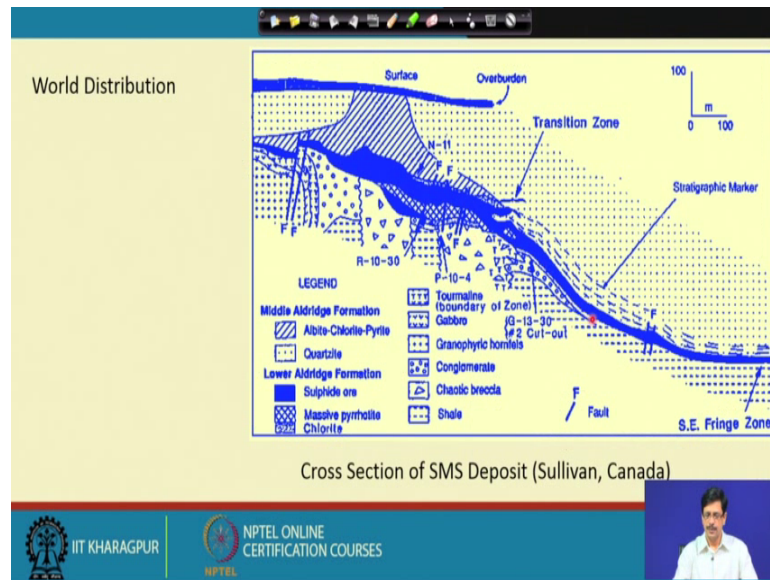 World Distribution
Surface
Overburden
100
m
0 100
Transition Zone
N-11
F F
Stratigraphic Marker
F F
R-10-30
P-10-4
F
G-13-30
#2 Cut-out
F
S.E. Fringe Zone
LEGEND
Middle Aldridge Formation
Albite-Chlorite-Pyrite
Quartzite
Lower Aldridge Formation
Sulphide ore
Massive pyrrhotite
Chlorite
Tourmaline
(boundary of Zone)
Gabbro
Granophyric hornfels
Conglomerate
Chaotic breccia
Shale
F
Fault
Cross Section of SMS Deposit (Sullivan, Canada)
IIT KHARAGPUR
NPTEL
NPTEL ONLINE
CERTIFICATION COURSES